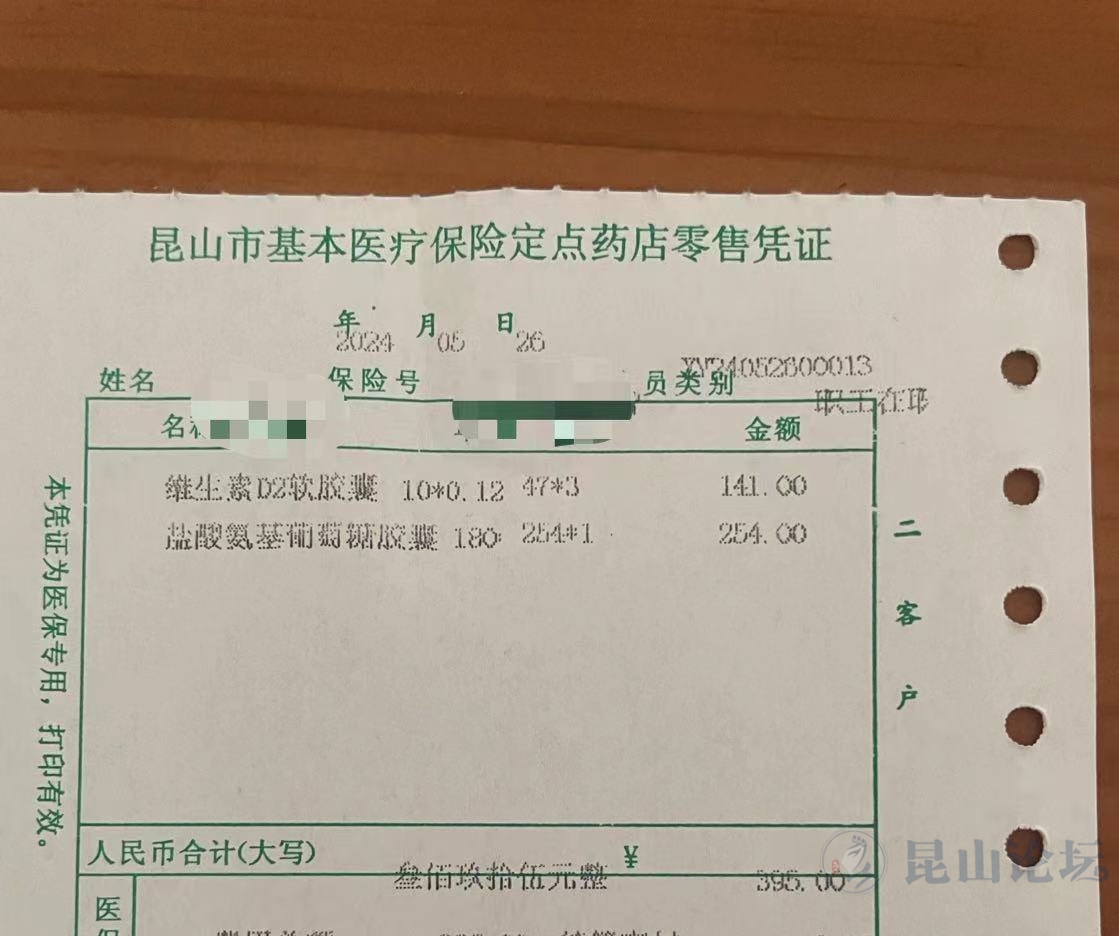 昆山市基本医疗保险定点药店零售凭证
年 月 日
2024 05 26
XY24052600013
姓名 保险号 员类别
职工在职
名 金额
维生素D2软胶囊 10*0.12 47*3 141.00
盐酸氨基葡萄糖胶囊 180 254*1 254.00
本凭证为医保专用，打印有效。
二客户
人民币合计(大写) ¥
叁佰玖拾伍元整 395.00
医
昆山论坛